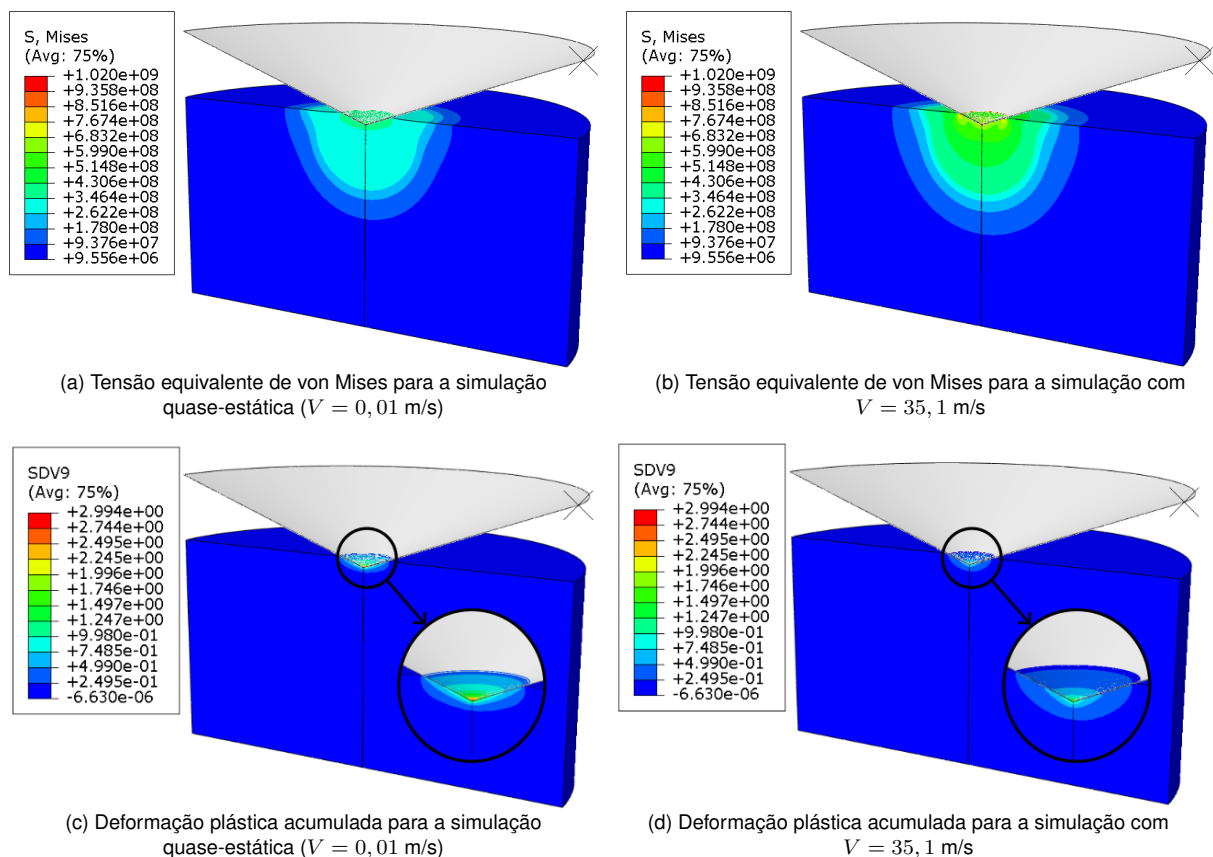 S, Mises
(Avg: 75%)
+1.020e+09
+9.358e+08
+8.516e+08
+7.674e+08
+6.832e+08
+5.990e+08
+5.148e+08
+4.306e+08
+3.464e+08
+2.622e+08
+1.780e+08
+9.376e+07
+9.556e+06
(a) Tensão equivalente de von Mises para a simulação
quase-estática (V = 0, 01 m/s)
S, Mises
(Avg: 75%)
+1.020e+09
+9.358e+08
+8.516e+08
+7.674e+08
+6.832e+08
+5.990e+08
+5.148e+08
+4.306e+08
+3.464e+08
+2.622e+08
+1.780e+08
+9.376e+07
+9.556e+06
(b) Tensão equivalente de von Mises para a simulação com
V = 35, 1 m/s
SDV9
(Avg: 75%)
+2.994e+00
+2.744e+00
+2.495e+00
+2.245e+00
+1.996e+00
+1.746e+00
+1.497e+00
+1.247e+00
+9.980e-01
+7.485e-01
+4.990e-01
+2.495e-01
-6.630e-06
(c) Deformação plástica acumulada para a simulação
quase-estática (V = 0, 01 m/s)
SDV9
(Avg: 75%)
+2.994e+00
+2.744e+00
+2.495e+00
+2.245e+00
+1.996e+00
+1.746e+00
+1.497e+00
+1.247e+00
+9.980e-01
+7.485e-01
+4.990e-01
+2.495e-01
-6.630e-06
(d) Deformação plástica acumulada para a simulação com
V = 35, 1 m/s